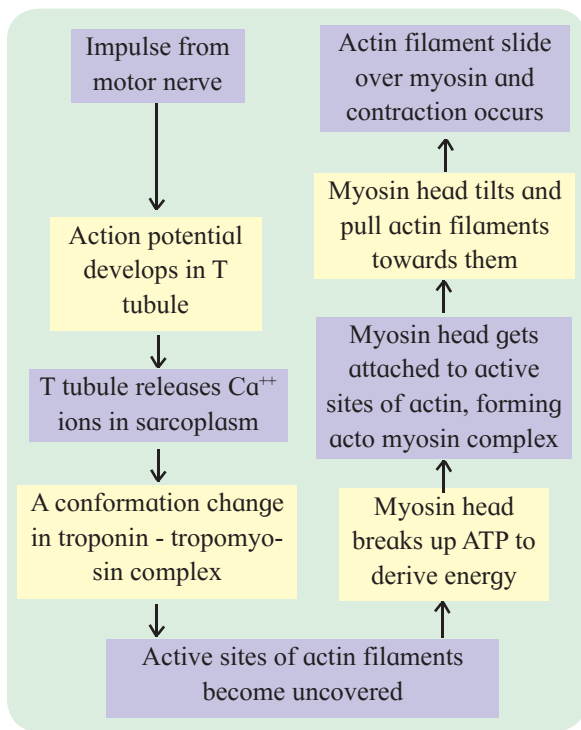 Impulse from
motor nerve
Action potential
develops in T
tubule
T tubule releases Ca⁺⁺
ions in sarcoplasm
A conformation change
in troponin - tropomyo-
sin complex
Active sites of actin filaments
become uncovered
Myosin head
breaks up ATP to
derive energy
Myosin head gets
attached to active
sites of actin, forming
acto myosin complex
Myosin head tilts and
pull actin filaments
towards them
Actin filament slide
over myosin and
contraction occurs